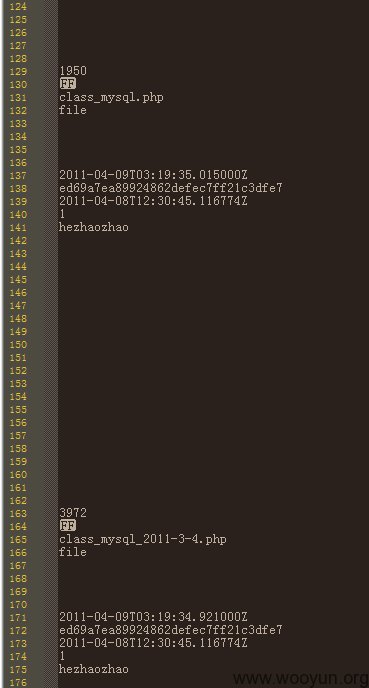 124
125
126
127
128
129 1950
130 FF
131 class_mysql.php
132 file
133
134
135
136
137 2011-04-09T03:19:35.015000Z
138 ed69a7ea89924862defec7ff21c3dfe7
139 2011-04-08T12:30:45.116774Z
140 1
141 hezhaozhao
142
143
144
145
146
147
148
149
150
151
152
153
154
155
156
157
158
159
160
161
162
163 3972
164 FF
165 class_mysql_2011-3-4.php
166 file
167
168
169
170
171 2011-04-09T03:19:34.921000Z
172 ed69a7ea89924862defec7ff21c3dfe7
173 2011-04-08T12:30:45.116774Z
174 1
175 hezhaozhao
176
www.wooyun.org